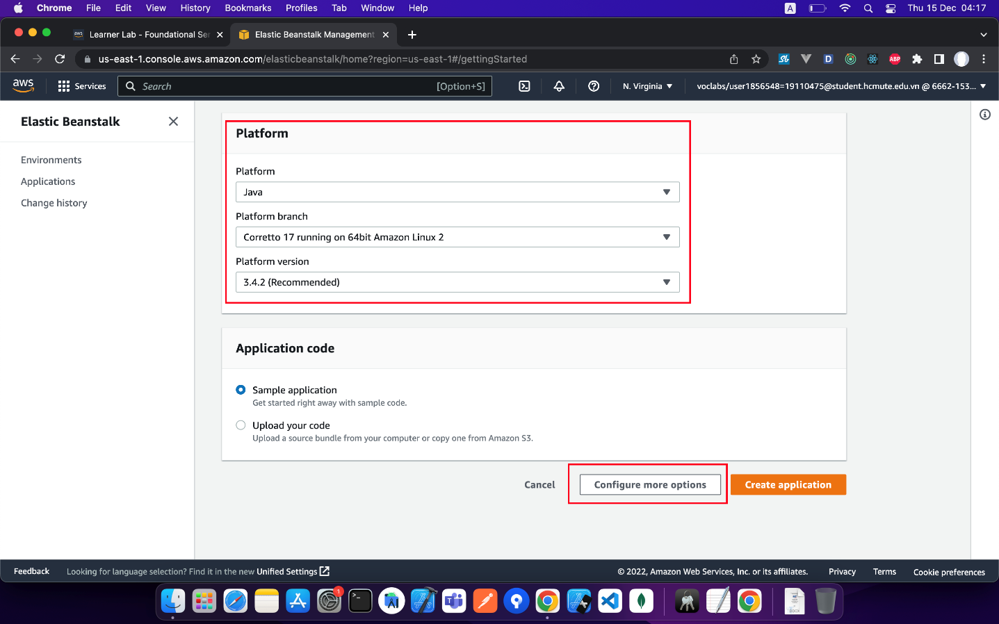 Chrome File Edit View History Bookmarks Profiles Tab Window Help A Thu 15 Dec 04:17
aws Learner Lab - Foundational Ser Elastic Beanstalk Management
us-east-1.console.aws.amazon.com/elasticbeanstalk/home?region=us-east-1#/gettingStarted D ABP
aws Services Search [Option+S] N. Virginia voclabs/user1856548=19110475@student.hcmute.edu.vn @ 6662-153...
Elastic Beanstalk
Environments
Applications
Change history
Platform
Platform
Java
Platform branch
Corretto 17 running on 64bit Amazon Linux 2
Platform version
3.4.2 (Recommended)
Application code
Sample application
Get started right away with sample code.
Upload your code
Upload a source bundle from your computer or copy one from Amazon S3.
Cancel Configure more options Create application
Feedback Looking for language selection? Find it in the new Unified Settings © 2022, Amazon Web Services, Inc. or its affiliates. Privacy Terms Cookie preferences
1
DOCX